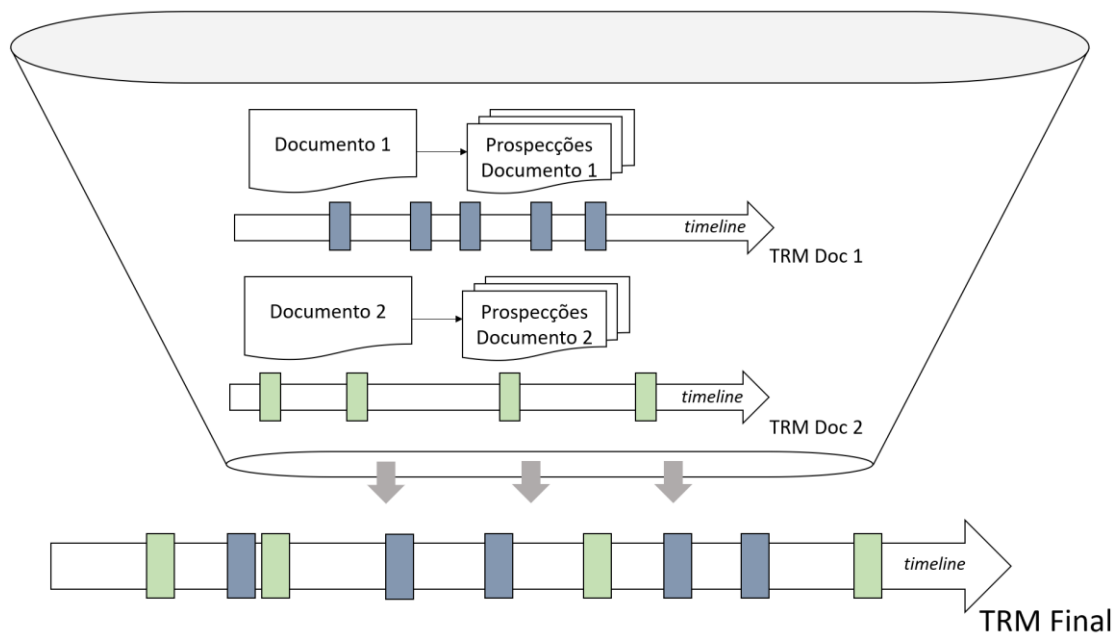 Documento 1
Prospecções
Documento 1
timeline
TRM Doc 1
Documento 2
Prospecções
Documento 2
timeline
TRM Doc 2
timeline
TRM Final